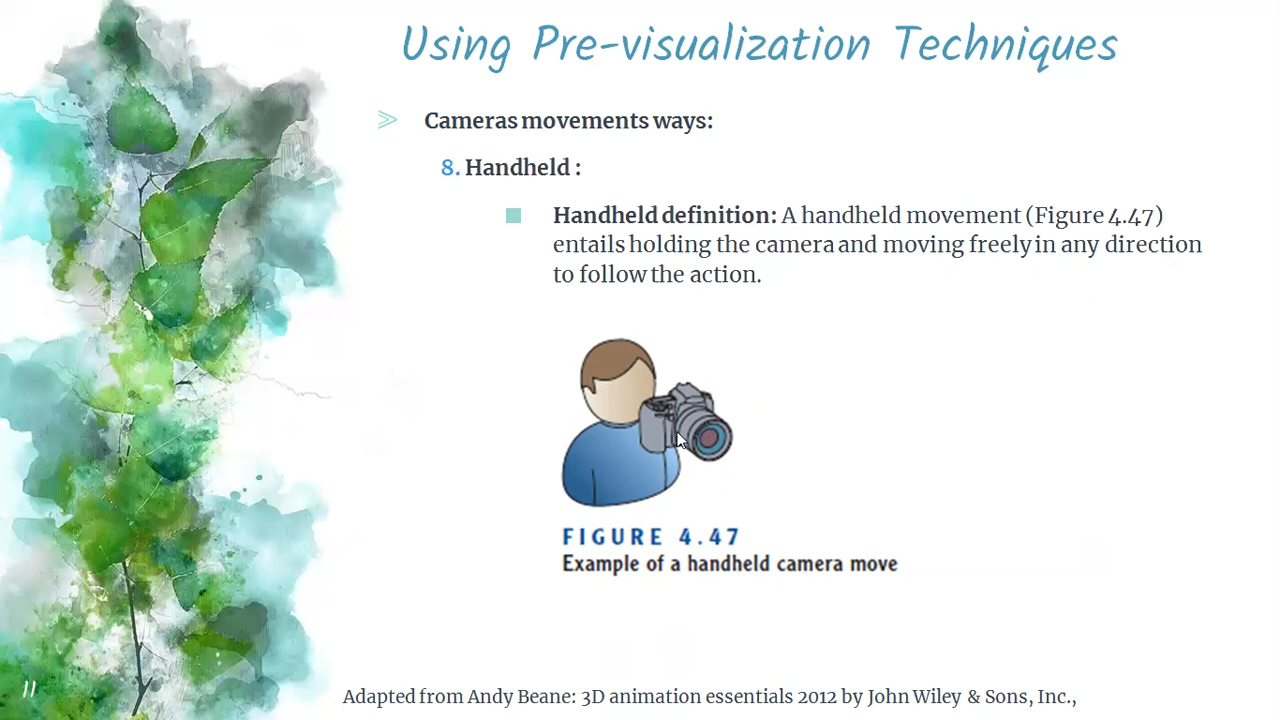 Using Pre-visualization Techniques
Cameras movements ways:
8. Handheld :
Handheld definition: A handheld movement (Figure 4.47)
entails holding the camera and moving freely in any direction
to follow the action.
FIGURE 4.47
Example of a handheld camera move
11
Adapted from Andy Beane: 3D animation essentials 2012 by John Wiley & Sons, Inc.,